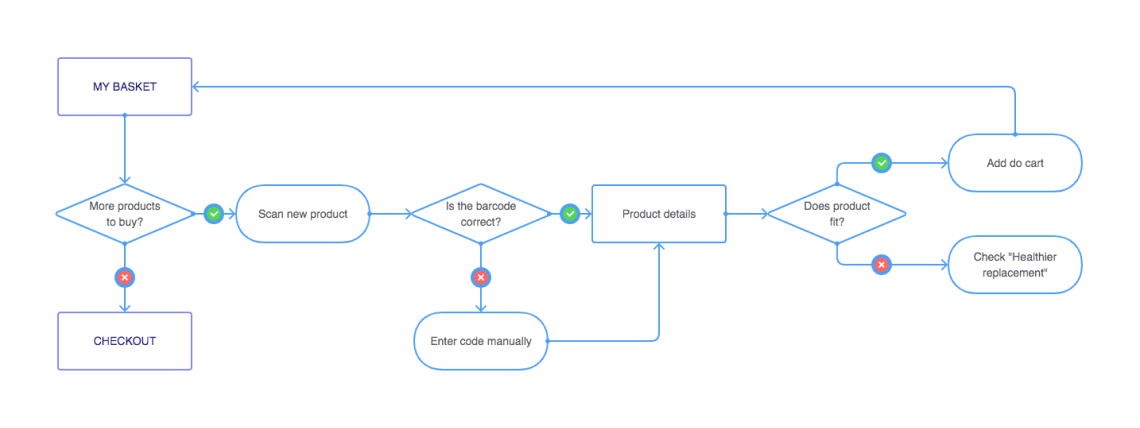 MY BASKET
More products
to buy?
Scan new product
Is the barcode
correct?
Product details
Does product
fit?
Add do cart
Check "Healthier
replacement"
CHECKOUT
Enter code manually